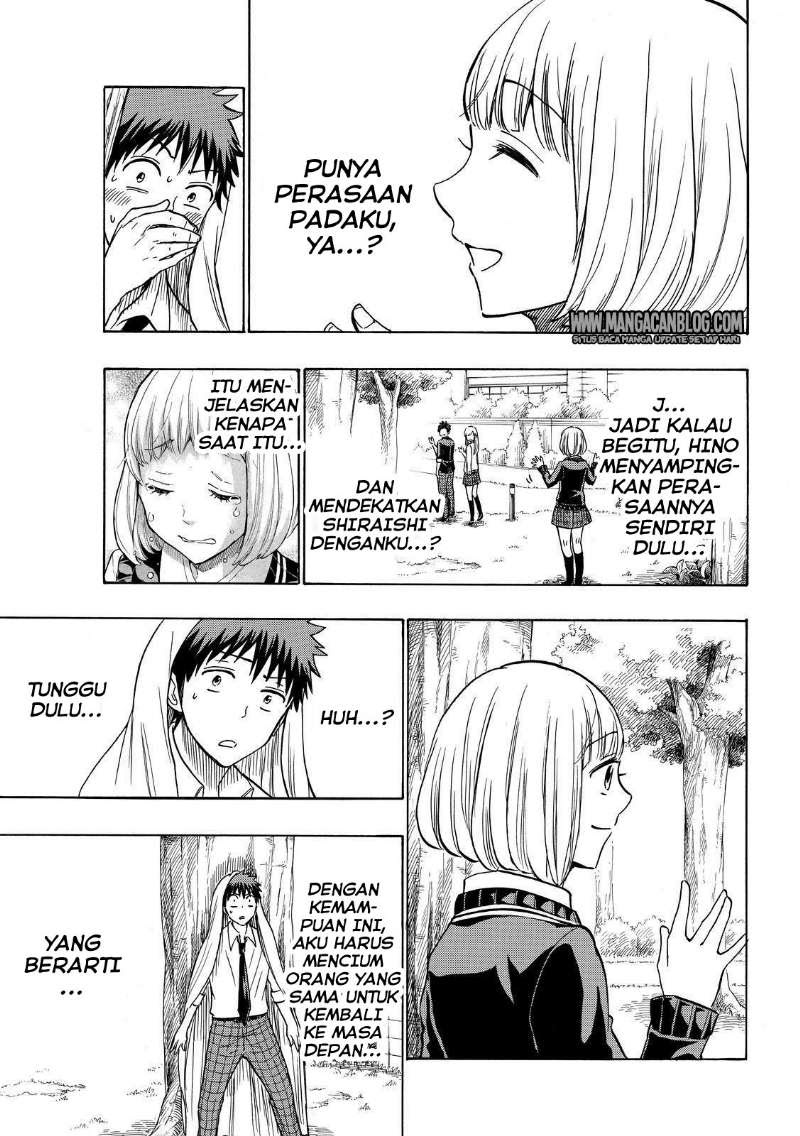 PUNYA
PERASAAN
PADAKU,
YA...?
WWW.MANGACANBLOG.COM
SITUS BACA MANGA UPDATE SETIAP HARI
J...
JADI KALAU
BEGITU, HINO
MENYAMPING-
KAN PERA-
SAANNYA
SENDIRI
DULU...
DAN
MENDEKATKAN
SHIRAISHI
DENGANKU...?
ITU MEN-
JELASKAN
KENAPA
SAAT ITU...
HUH...?
TUNGGU
DULU...
DENGAN
KEMAM-
PUAN INI,
AKU HARUS
MENCIUM
ORANG YANG
SAMA UNTUK
KEMBALI
KE MASA
DEPAN...
YANG
BERARTI
...